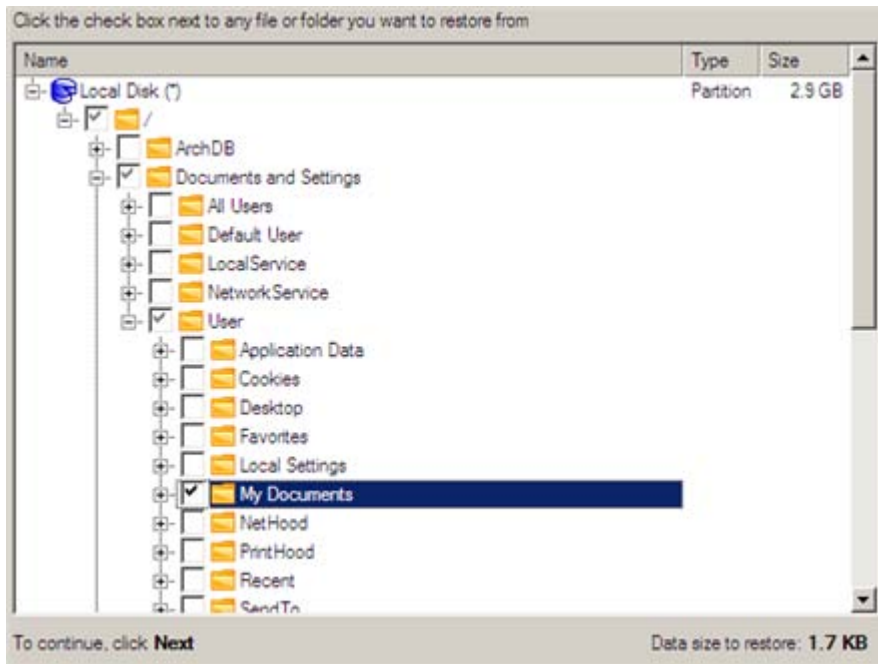 Click the check box next to any file or folder you want to restore from
Name Type Size
Local Disk (*) Partition 2.9 GB
/
ArchDB
Documents and Settings
All Users
Default User
LocalService
NetworkService
User
Application Data
Cookies
Desktop
Favorites
Local Settings
My Documents
NetHood
PrintHood
Recent
SendTo
To continue, click Next Data size to restore: 1.7 KB